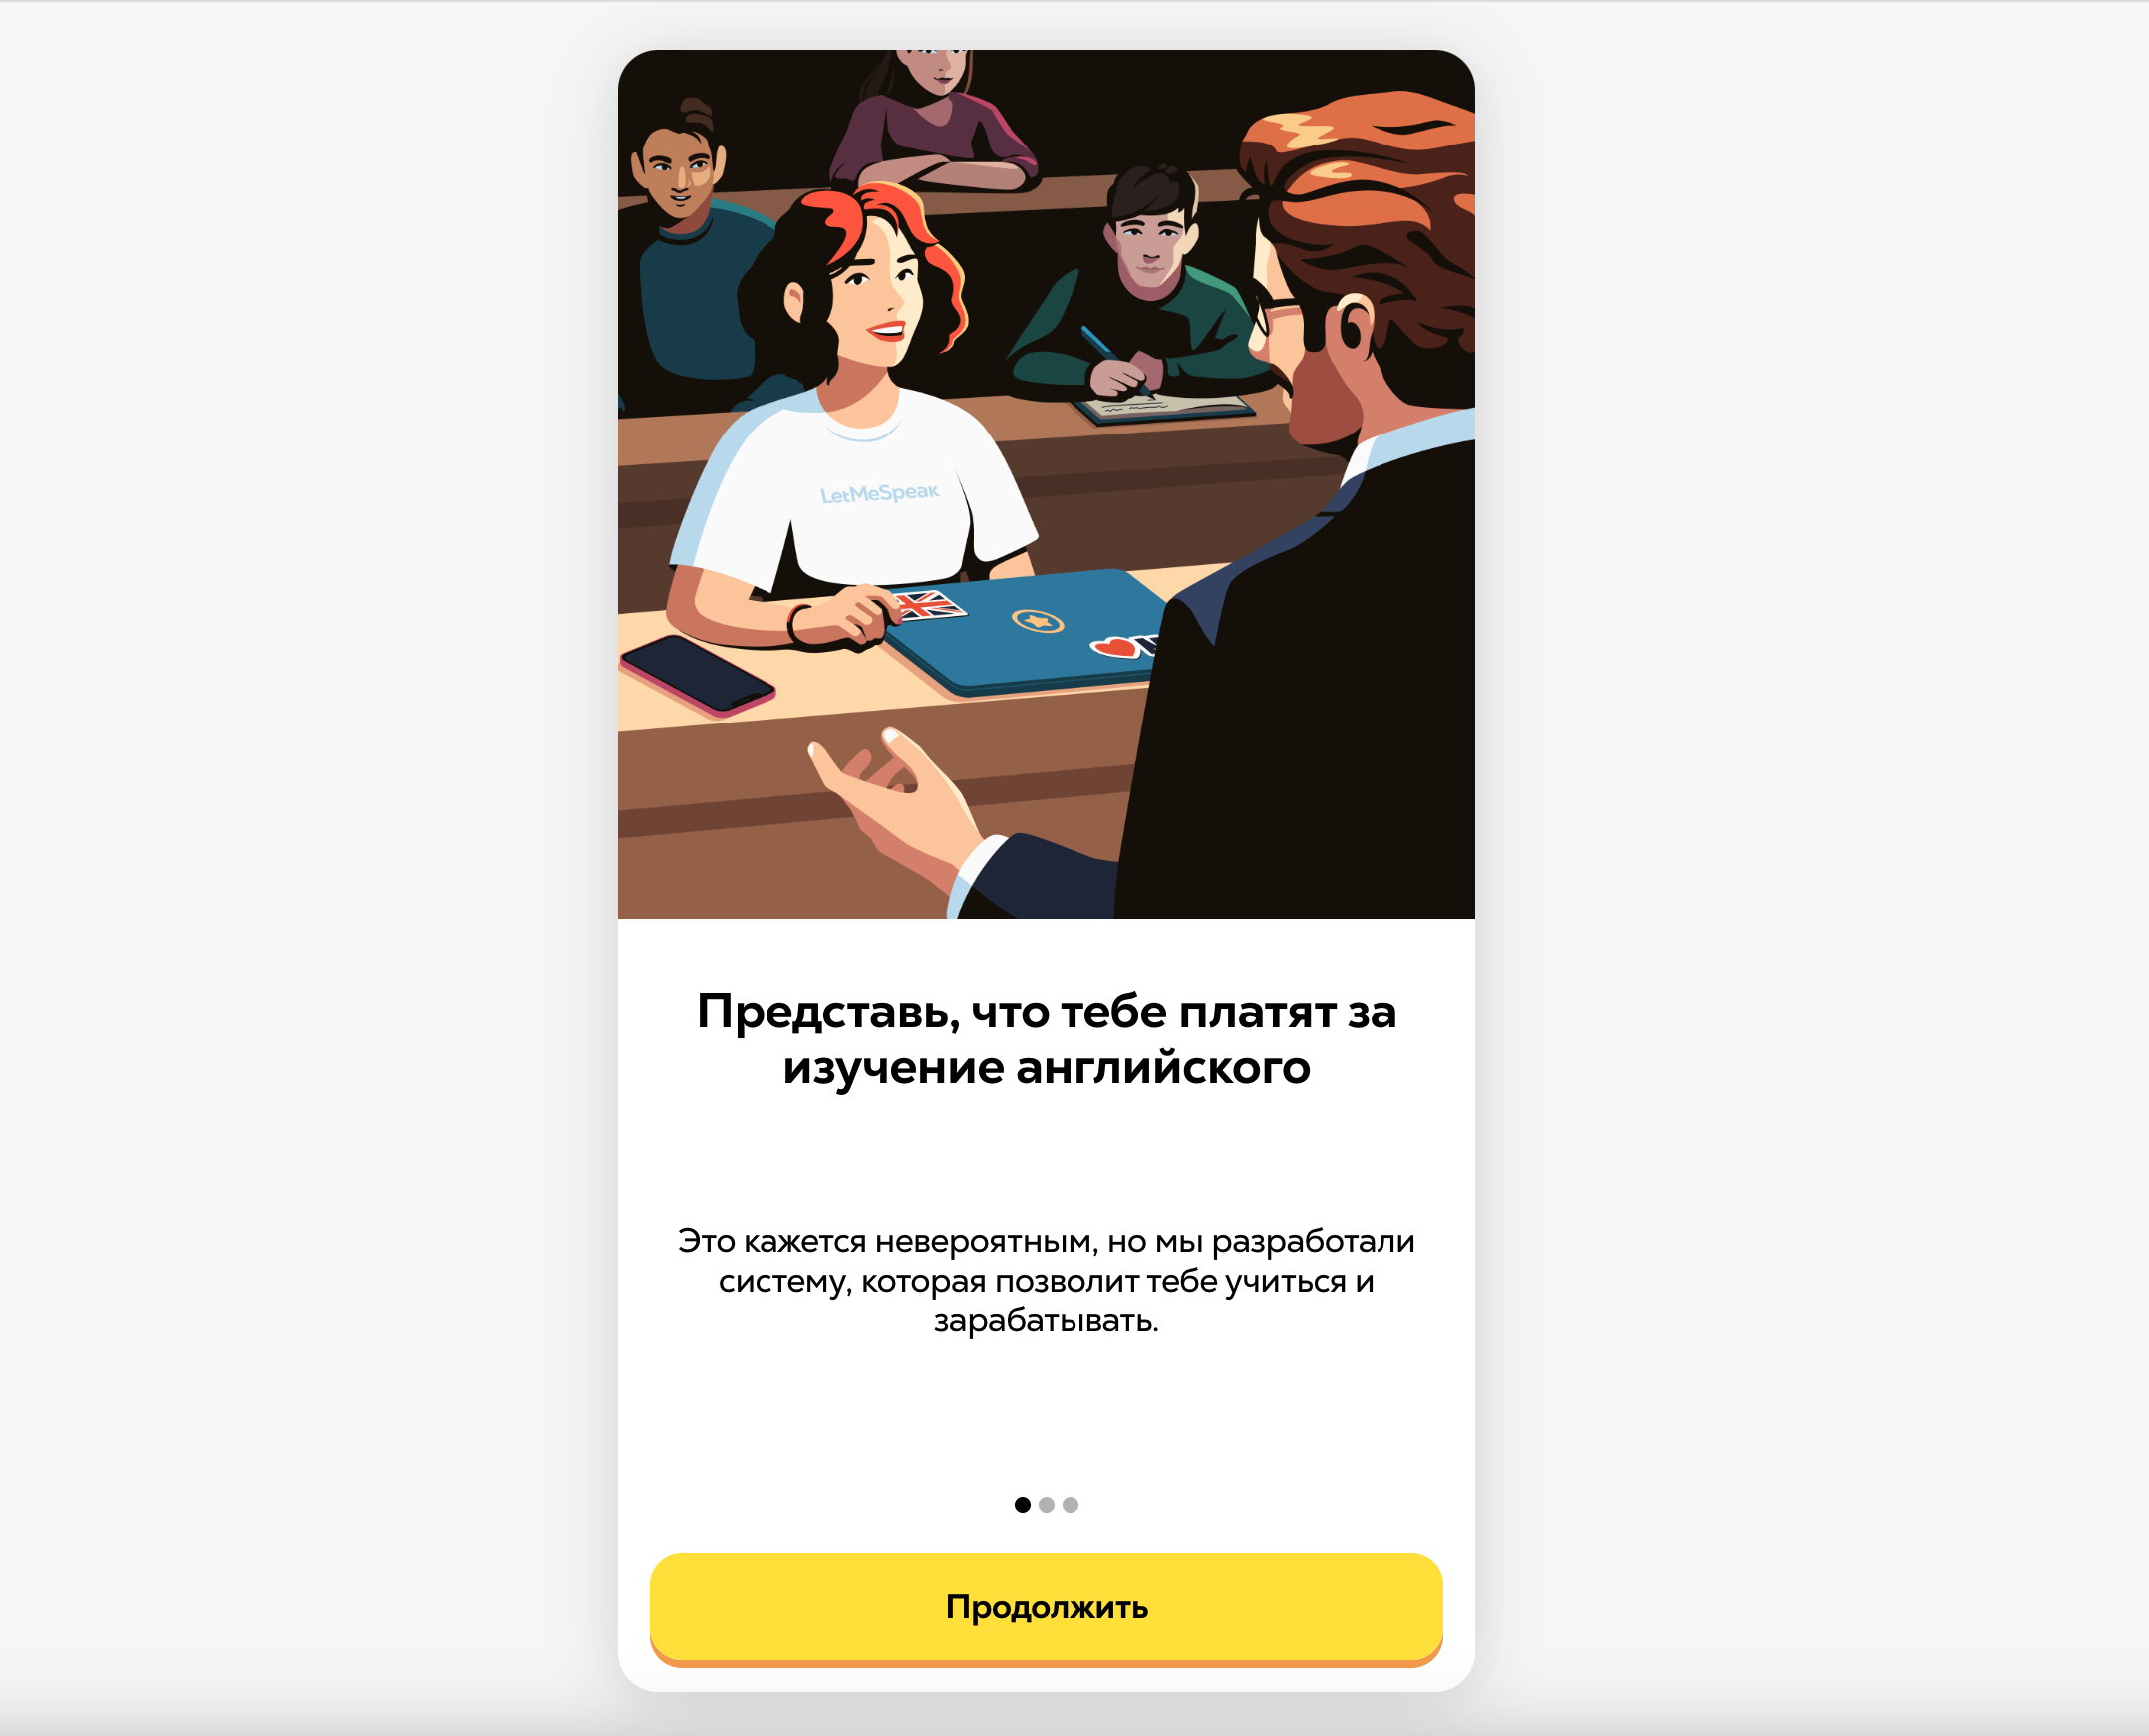 LetMeSpeak
Представь, что тебе платят за
изучение английского
Это кажется невероятным, но мы разработали
систему, которая позволит тебе учиться и
зарабатывать.
Продолжить